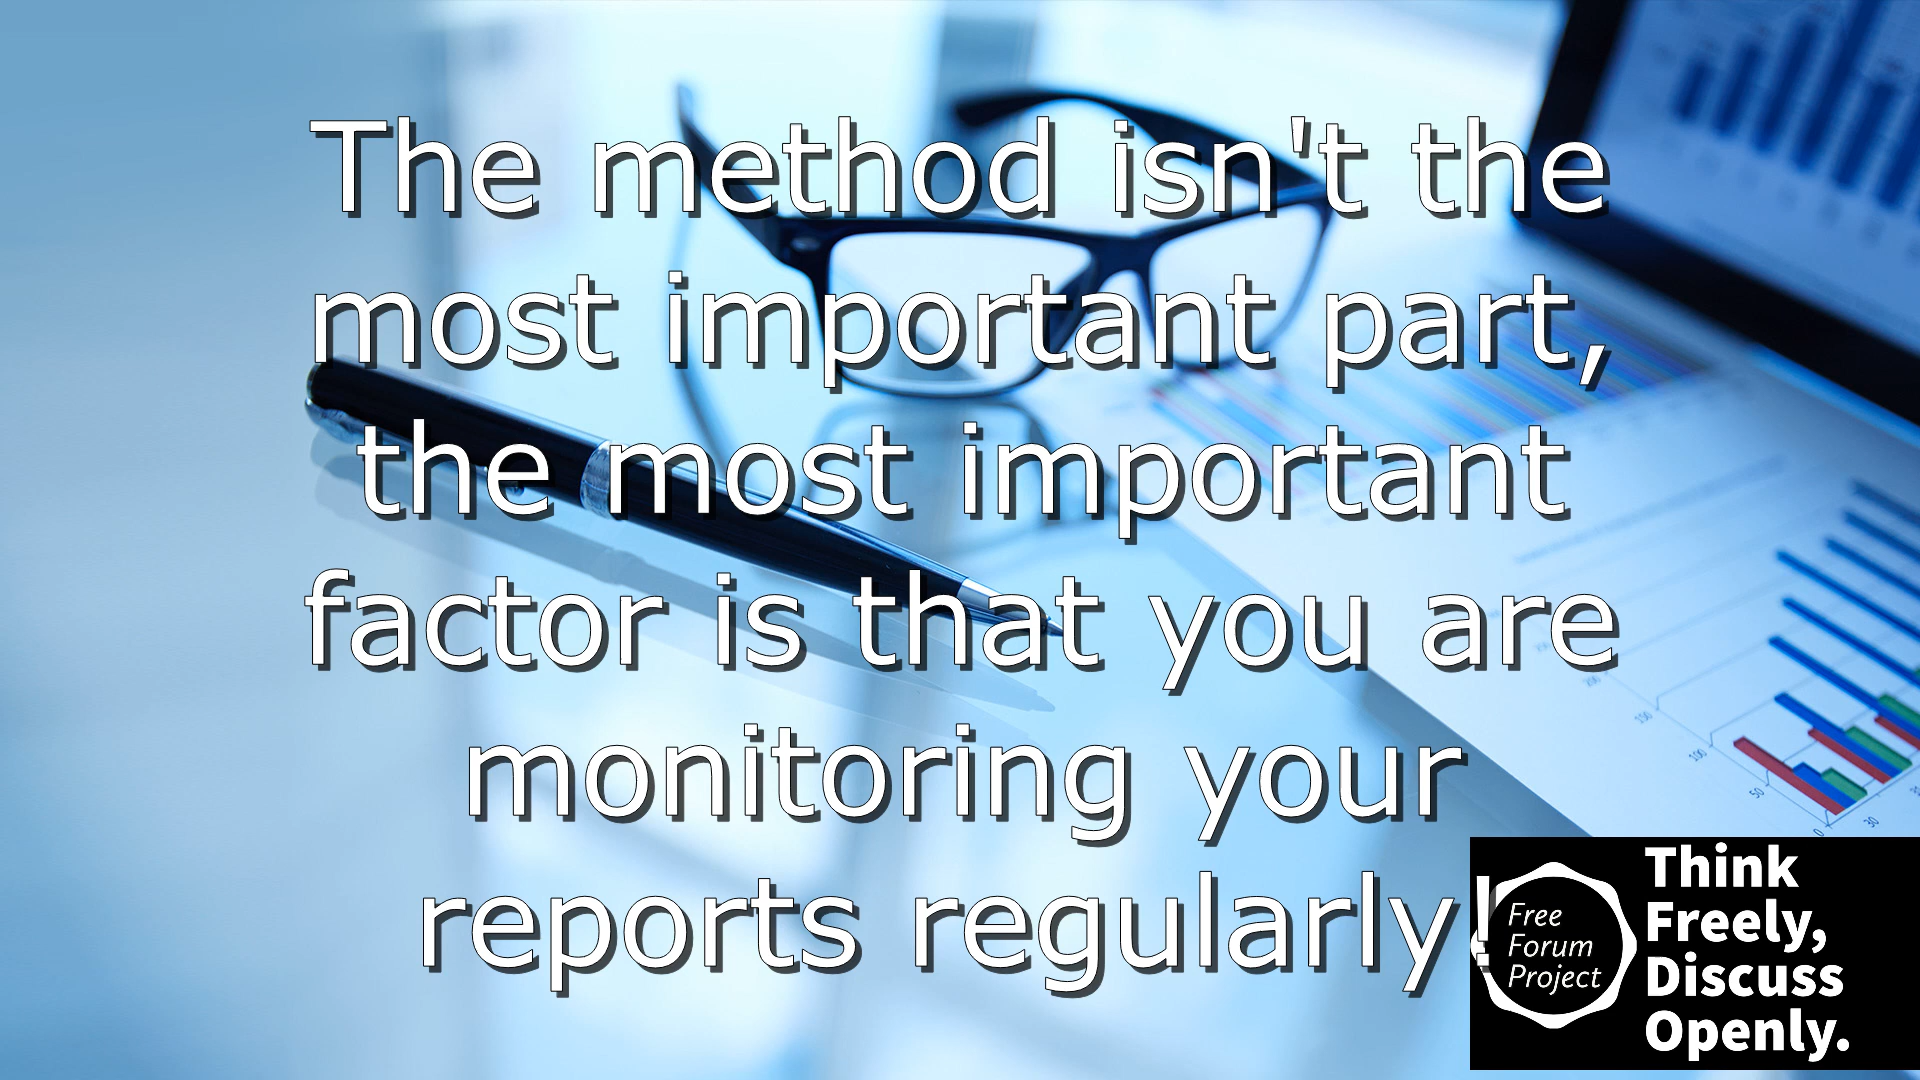 The method isn't the
most important part,
the most important
factor is that you are
monitoring your
reports regularly!
Free
Forum
Project
Think
Freely,
Discuss
Openly.